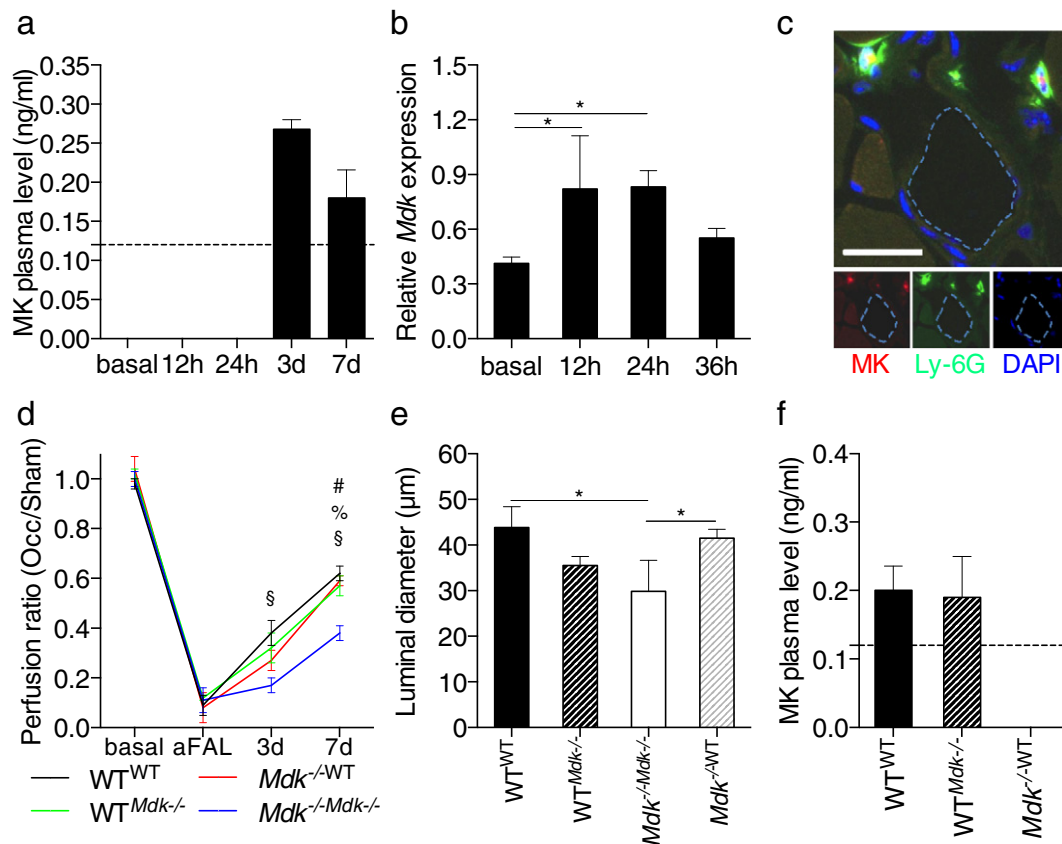 a
MK plasma level (ng/ml)
0.35
0.30
0.25
0.20
0.15
0.10
0.05
0.00
basal 12h 24h 3d 7d
b
Relative Mdk expression
1.5
1.2
0.9
0.6
0.3
0.0
*
*
basal 12h 24h 36h
c
MK Ly-6G DAPI
d
Perfusion ratio (Occ/Sham)
1.0
0.8
0.6
0.4
0.2
0.0
§
#
%
§
basal aFAL 3d 7d
WT^WT Mdk^-/-WT
WT^Mdk-/- Mdk^-/-Mdk-/-
e
Luminal diameter (µm)
60
50
40
30
20
10
0
*
*
WT^WT
WT^Mdk-/-
Mdk^-/-Mdk-/-
Mdk^-/-WT
f
MK plasma level (ng/ml)
0.4
0.3
0.2
0.1
0.0
WT^WT
WT^Mdk-/-
Mdk^-/-WT